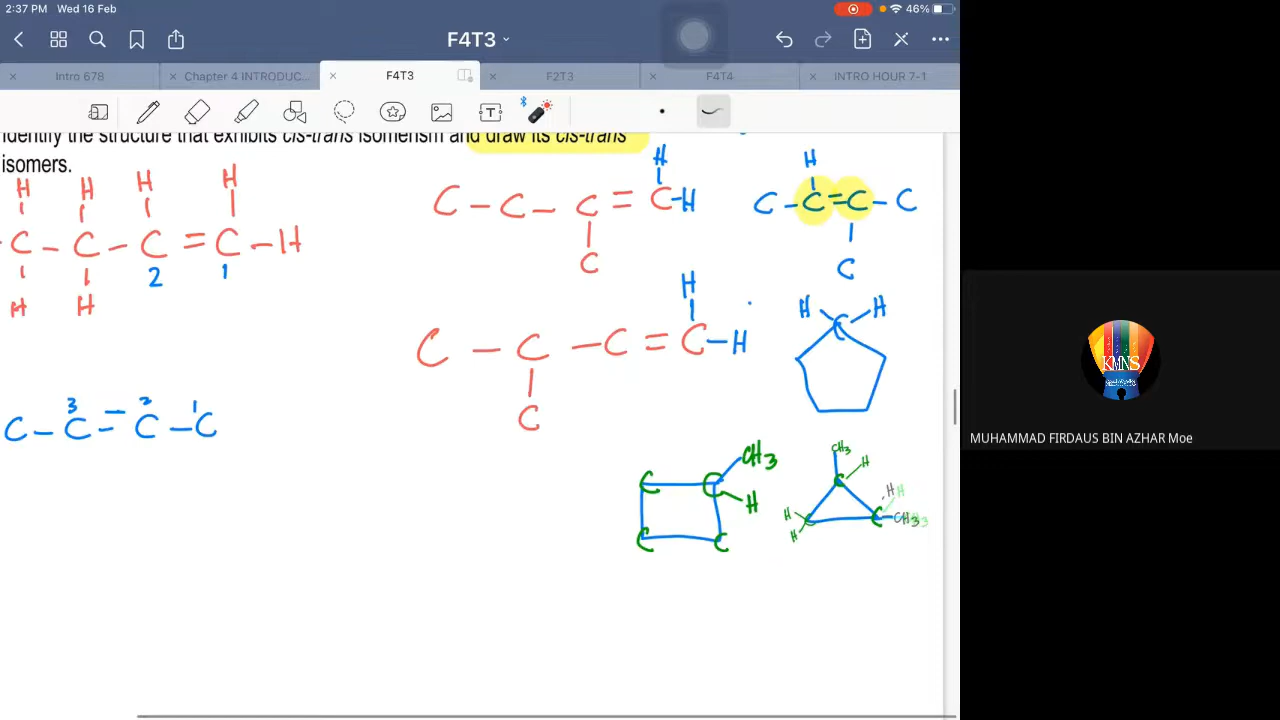 2:37 PM Wed 16 Feb
46%
F4T3
Intro 678
Chapter 4 INTRODUC...
F4T3
F2T3
F4T4
INTRO HOUR 7-1
Identify the structure that exhibits cis-trans isomerism and draw its cis-trans
isomers.
H H H H
C - C - C = C - H
2 1
H H
H
C - C - C = C - H
C
H
C - C = C - C
C
H
C - C - C = C - H
C
H C H
3 2 1
C - C = C - C
C C CH3
H
C C
CH3
H
C
H H
H C C CH3
H
KMNS
MUHAMMAD FIRDAUS BIN AZHAR Moe